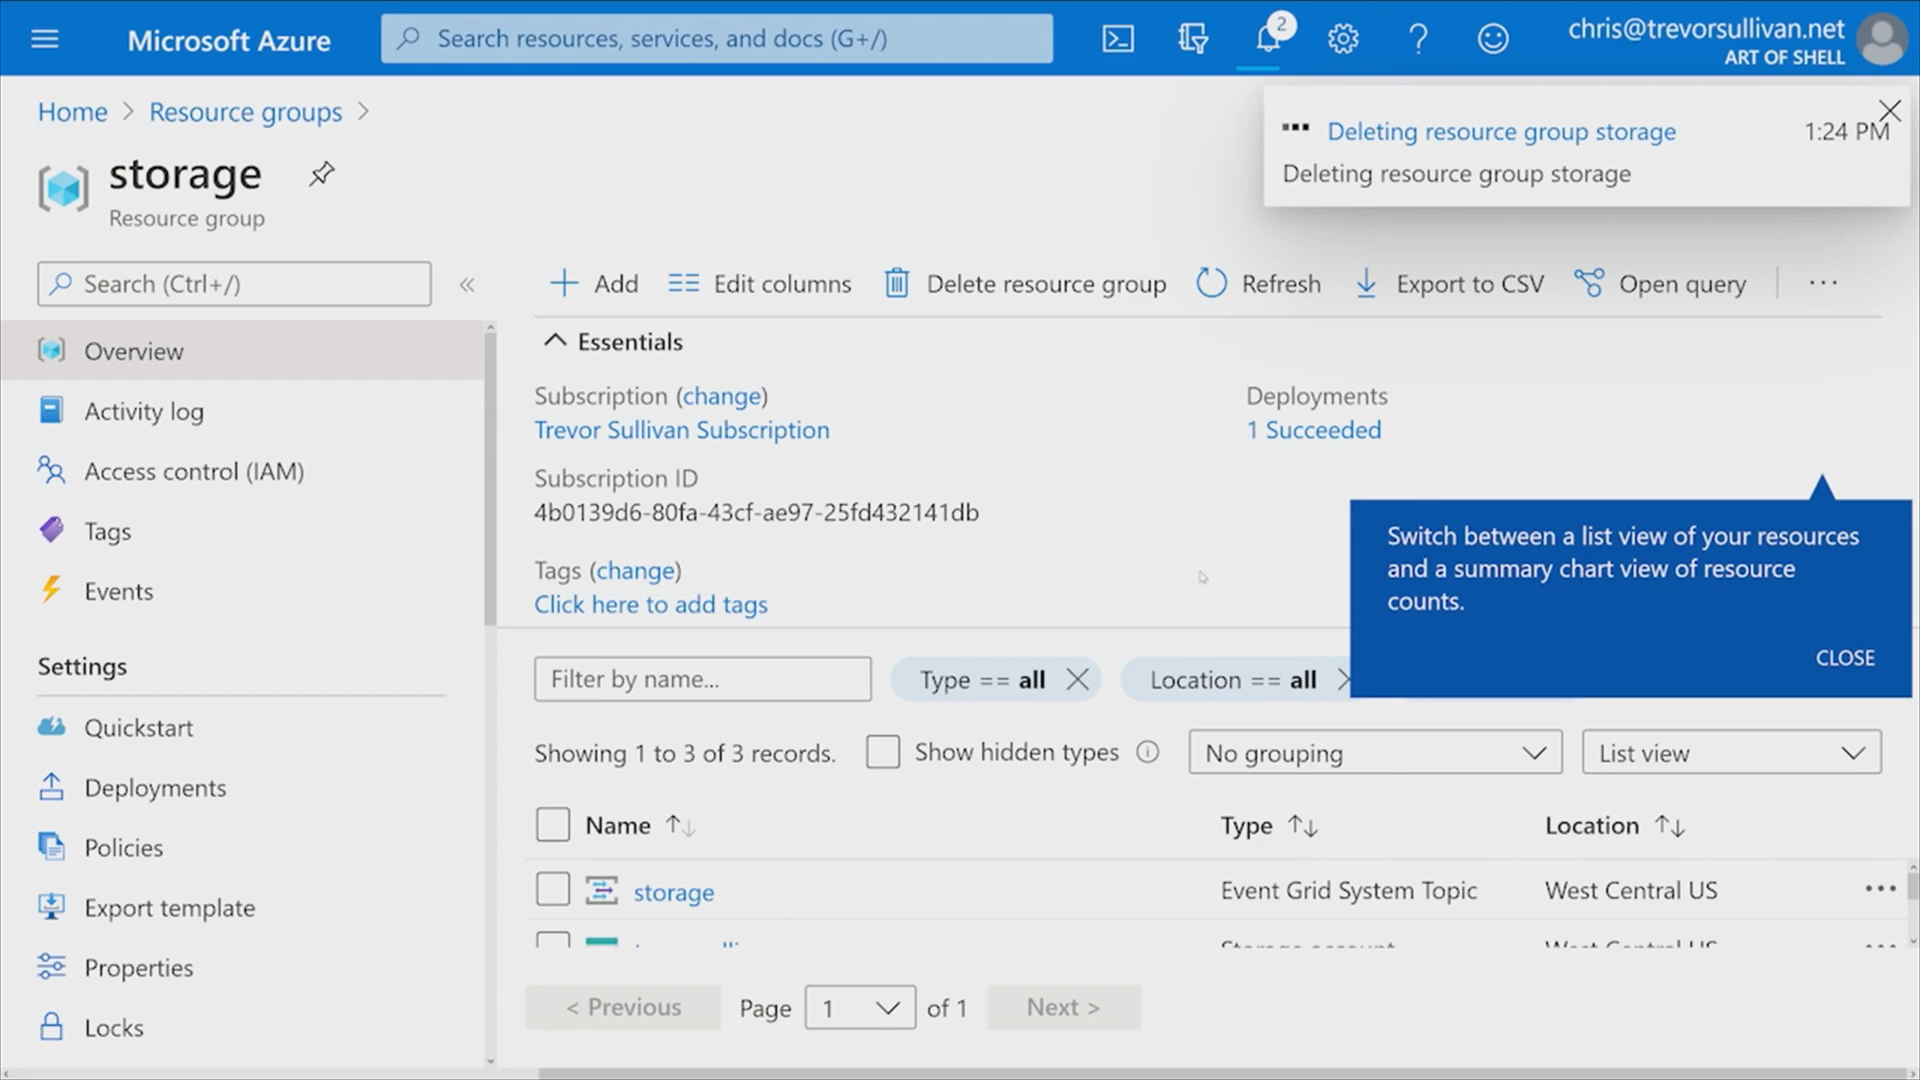 Microsoft Azure
Search resources, services, and docs (G+/)
2
chris@trevorsullivan.net
ART OF SHELL
Home > Resource groups >
Deleting resource group storage
1:24 PM
Deleting resource group storage
storage
Resource group
Search (Ctrl+/)
«
Add
Edit columns
Delete resource group
Refresh
Export to CSV
Open query
...
Overview
Activity log
Access control (IAM)
Tags
Events
Settings
Quickstart
Deployments
Policies
Export template
Properties
Locks
Essentials
Subscription (change)
Trevor Sullivan Subscription
Subscription ID
4b0139d6-80fa-43cf-ae97-25fd432141db
Tags (change)
Click here to add tags
Deployments
1 Succeeded
Switch between a list view of your resources
and a summary chart view of resource
counts.
CLOSE
Filter by name...
Type == all
Location == all
Showing 1 to 3 of 3 records.
Show hidden types
No grouping
List view
Name
Type
Location
storage
Event Grid System Topic
West Central US
...
< Previous
Page 1 of 1
Next >